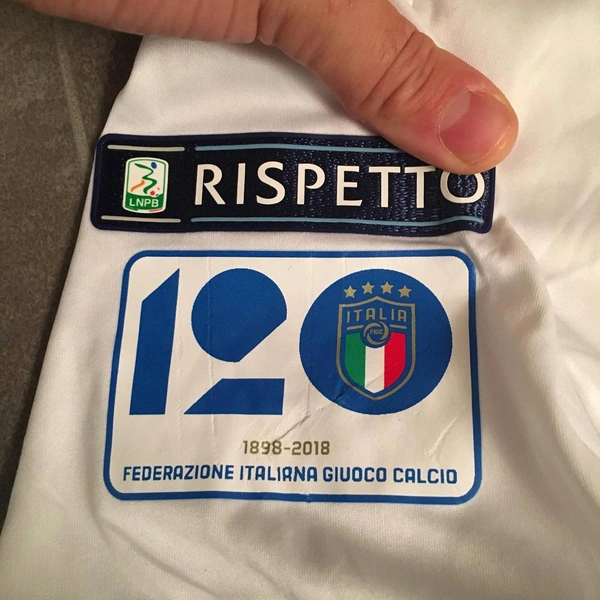 LNPB
RISPETTO
120
ITALIA
FIGC
1898-2018
FEDERAZIONE ITALIANA GIUOCO CALCIO